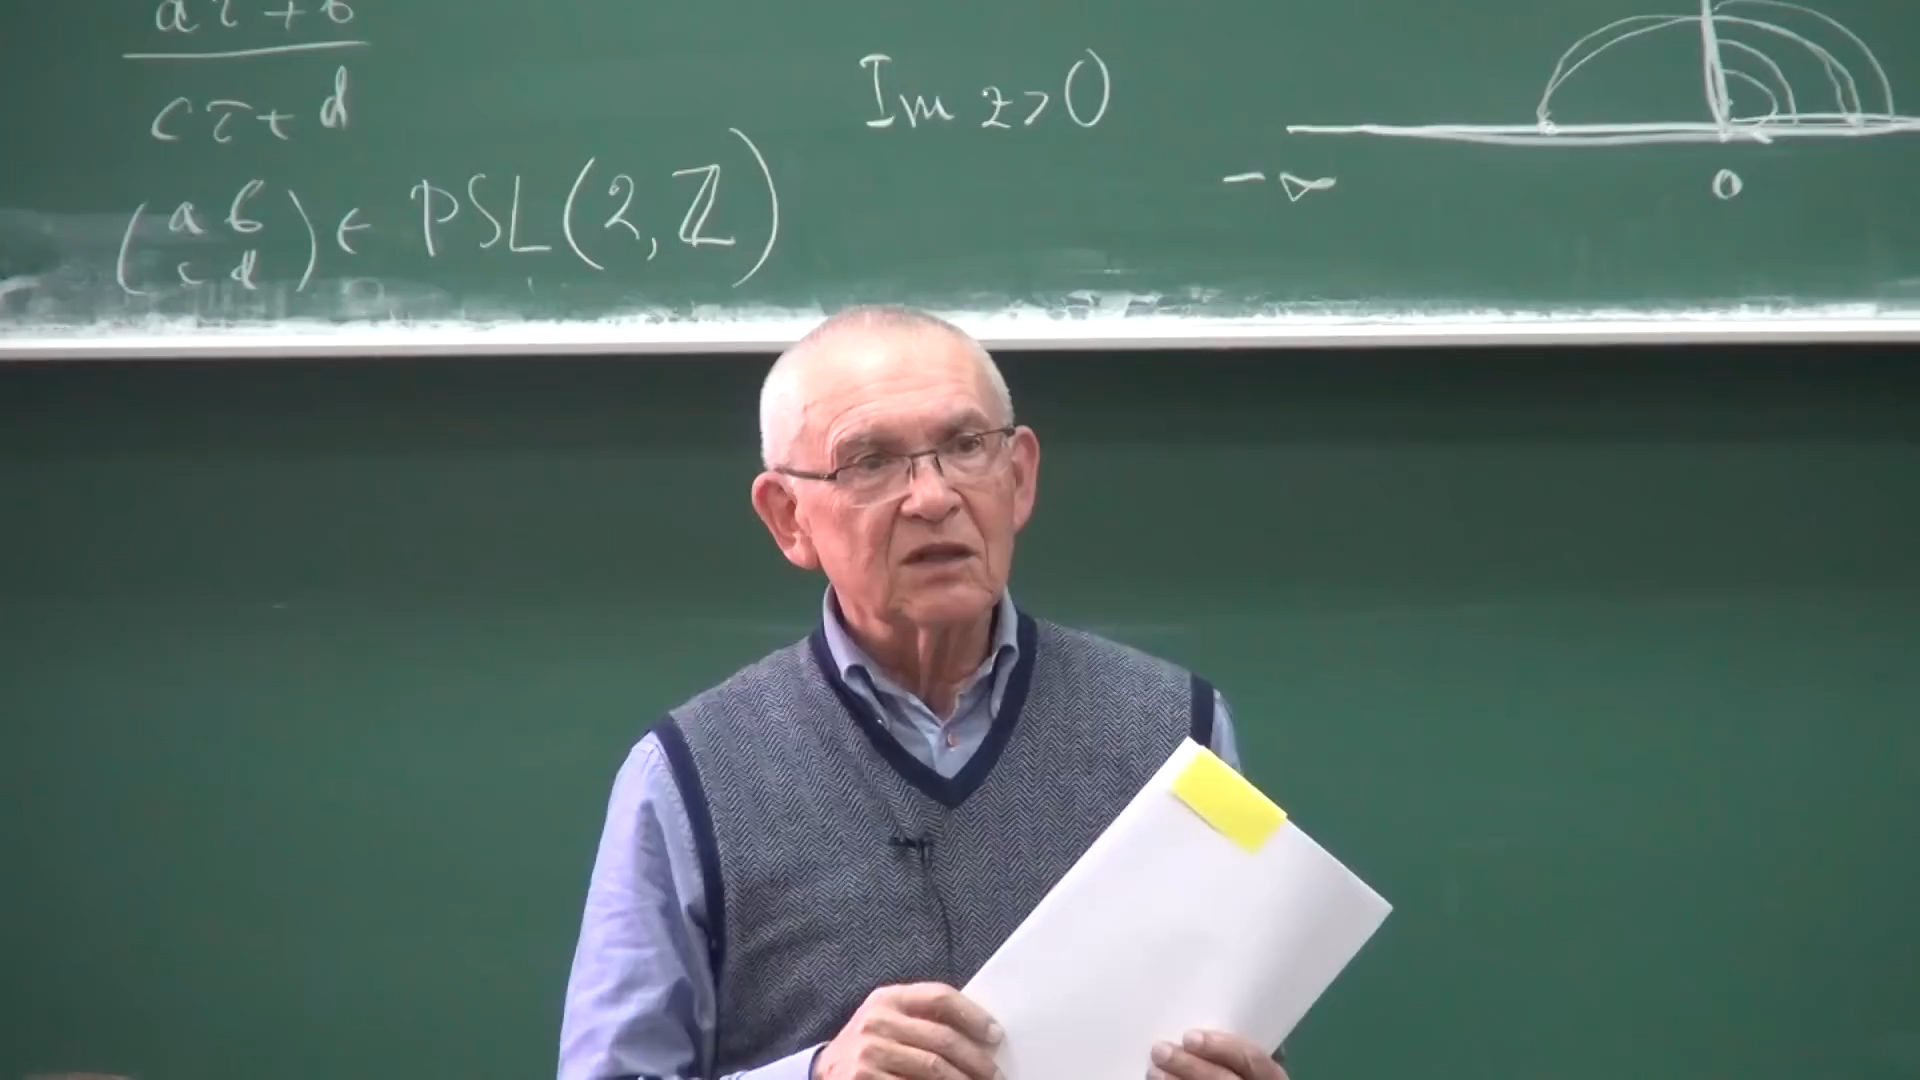 aτ+b
cτ+d
(a b
c d) ∈ PSL(2, ℤ)
Im z>0
-∞
0